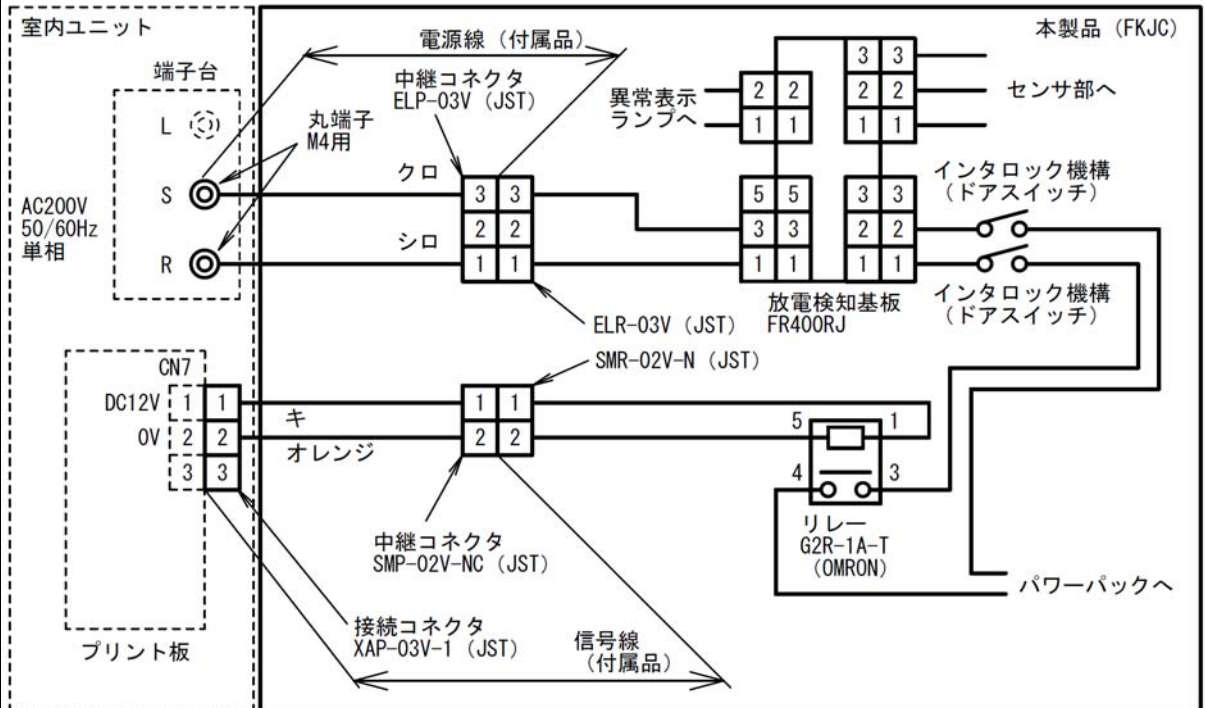 室内ユニット
本製品 (FKJC)
電源線 (付属品)
端子台
中継コネクタ
ELP-03V (JST)
丸端子
M4用
L
S
R
AC200V
50/60Hz
単相
クロ
シロ
3 3
2 2
1 1
異常表示
ランプへ
2 2
1 1
3 3
2 2
1 1
センサ部へ
5 5
3 3
1 1
3 3
2 2
1 1
インタロック機構
(ドアスイッチ)
インタロック機構
(ドアスイッチ)
放電検知基板
FR400RJ
ELR-03V (JST)
SMR-02V-N (JST)
CN7
DC12V 1 1
0V 2 2
3 3
キ
オレンジ
1 1
2 2
5 1
4 3
リレー
G2R-1A-T
(OMRON)
中継コネクタ
SMP-02V-NC (JST)
パワーパックへ
接続コネクタ
XAP-03V-1 (JST)
信号線
(付属品)
プリント板